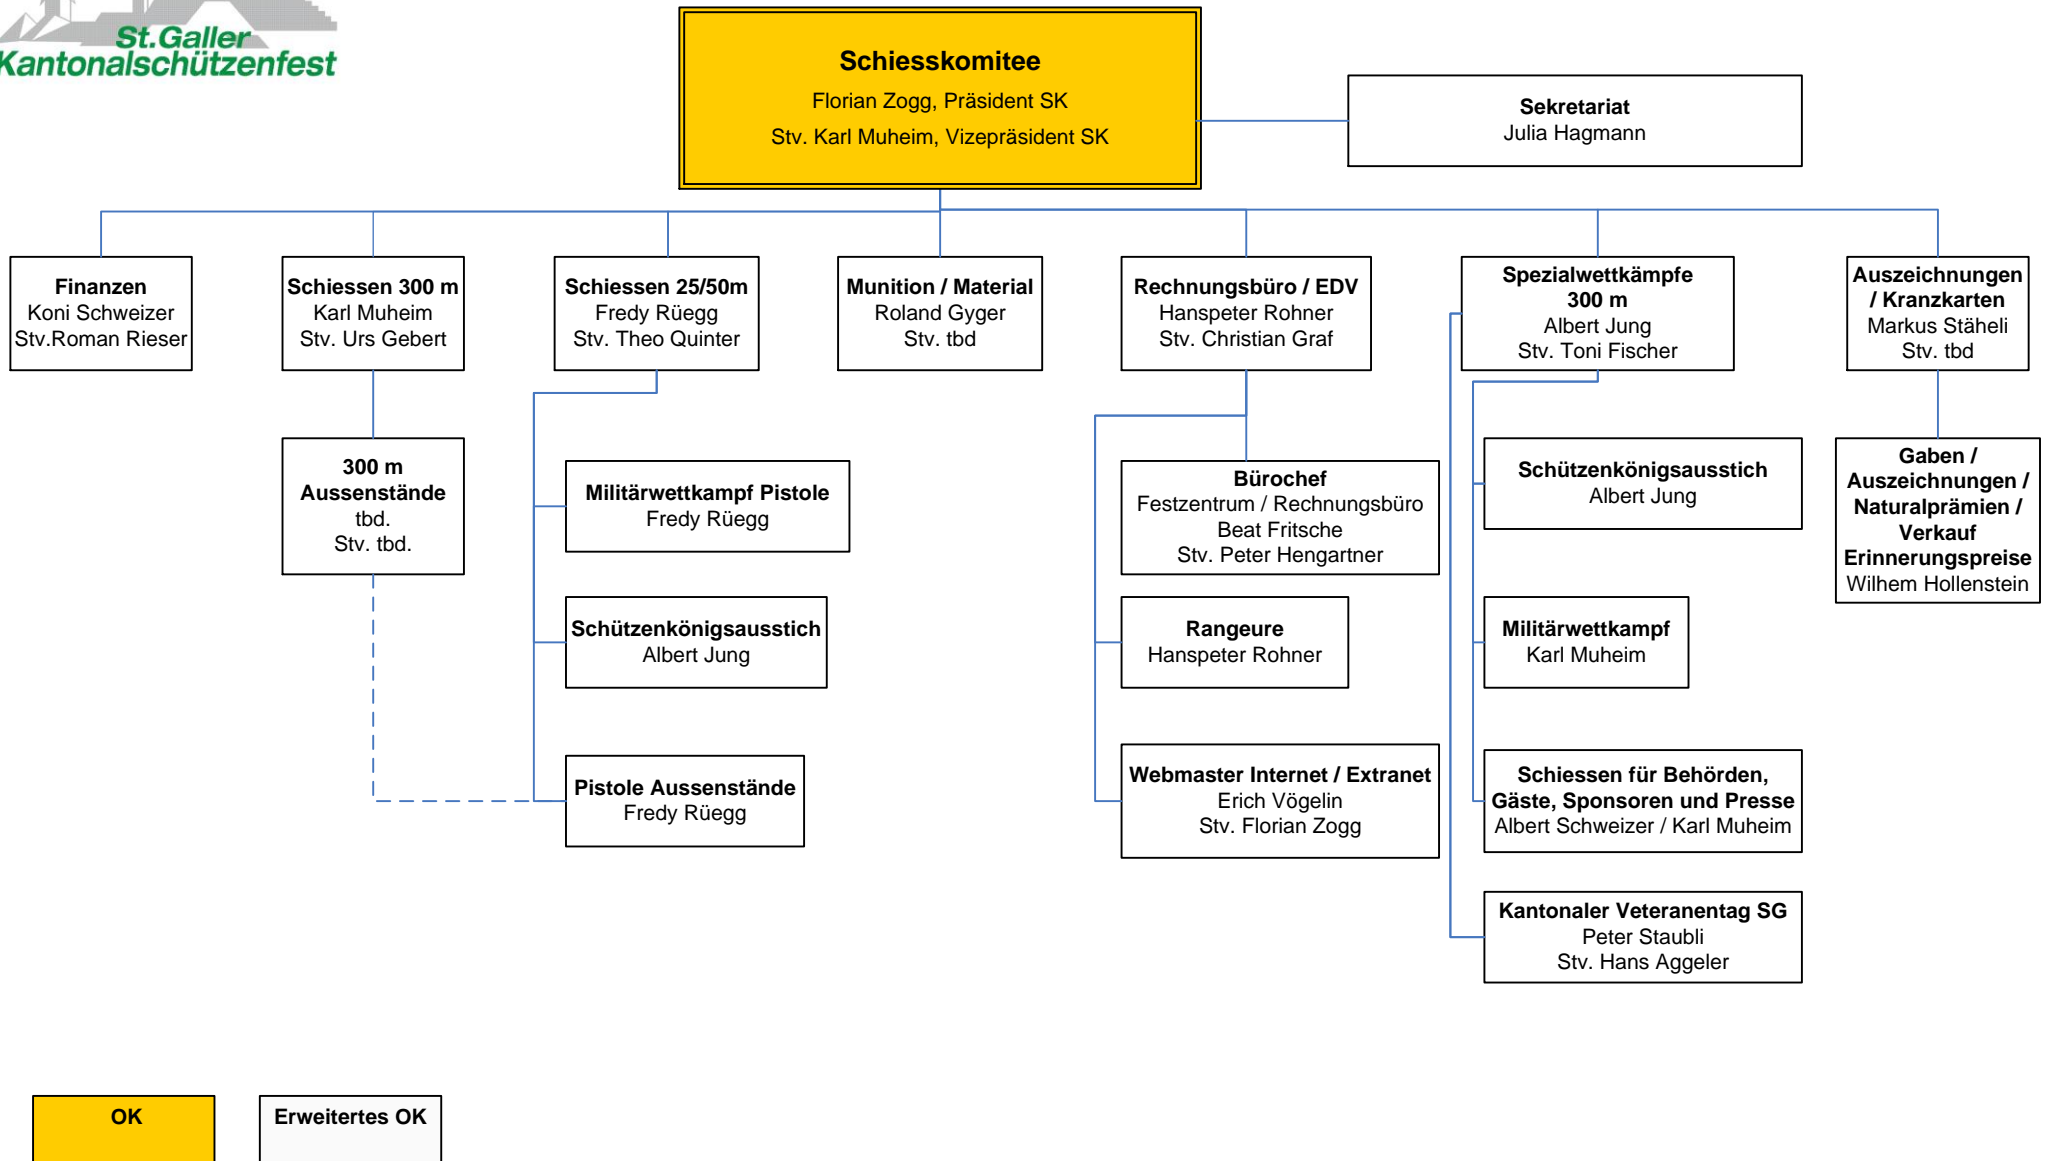 St.Galler
Kantonalschützenfest
Schiesskomitee
Florian Zogg, Präsident SK
Stv. Karl Muheim, Vizepräsident SK
Sekretariat
Julia Hagmann
Finanzen
Koni Schweizer
Stv.Roman Rieser
Schiessen 300 m
Karl Muheim
Stv. Urs Gebert
Schiessen 25/50m
Fredy Rüegg
Stv. Theo Quinter
Munition / Material
Roland Gyger
Stv. tbd
Rechnungsbüro / EDV
Hanspeter Rohner
Stv. Christian Graf
Spezialwettkämpfe
300 m
Albert Jung
Stv. Toni Fischer
Auszeichnungen
/ Kranzkarten
Markus Stäheli
Stv. tbd
300 m
Aussenstände
tbd.
Stv. tbd.
Militärwettkampf Pistole
Fredy Rüegg
Schützenkönigsausstich
Albert Jung
Pistole Aussenstände
Fredy Rüegg
Bürochef
Festzentrum / Rechnungsbüro
Beat Fritsche
Stv. Peter Hengartner
Rangeure
Hanspeter Rohner
Webmaster Internet / Extranet
Erich Vögelin
Stv. Florian Zogg
Schützenkönigsausstich
Albert Jung
Militärwettkampf
Karl Muheim
Schiessen für Behörden,
Gäste, Sponsoren und Presse
Albert Schweizer / Karl Muheim
Kantonaler Veteranentag SG
Peter Staubli
Stv. Hans Aggeler
Gaben /
Auszeichnungen /
Naturalprämien /
Verkauf
Erinnerungspreise
Wilhem Hollenstein
OK
Erweitertes OK